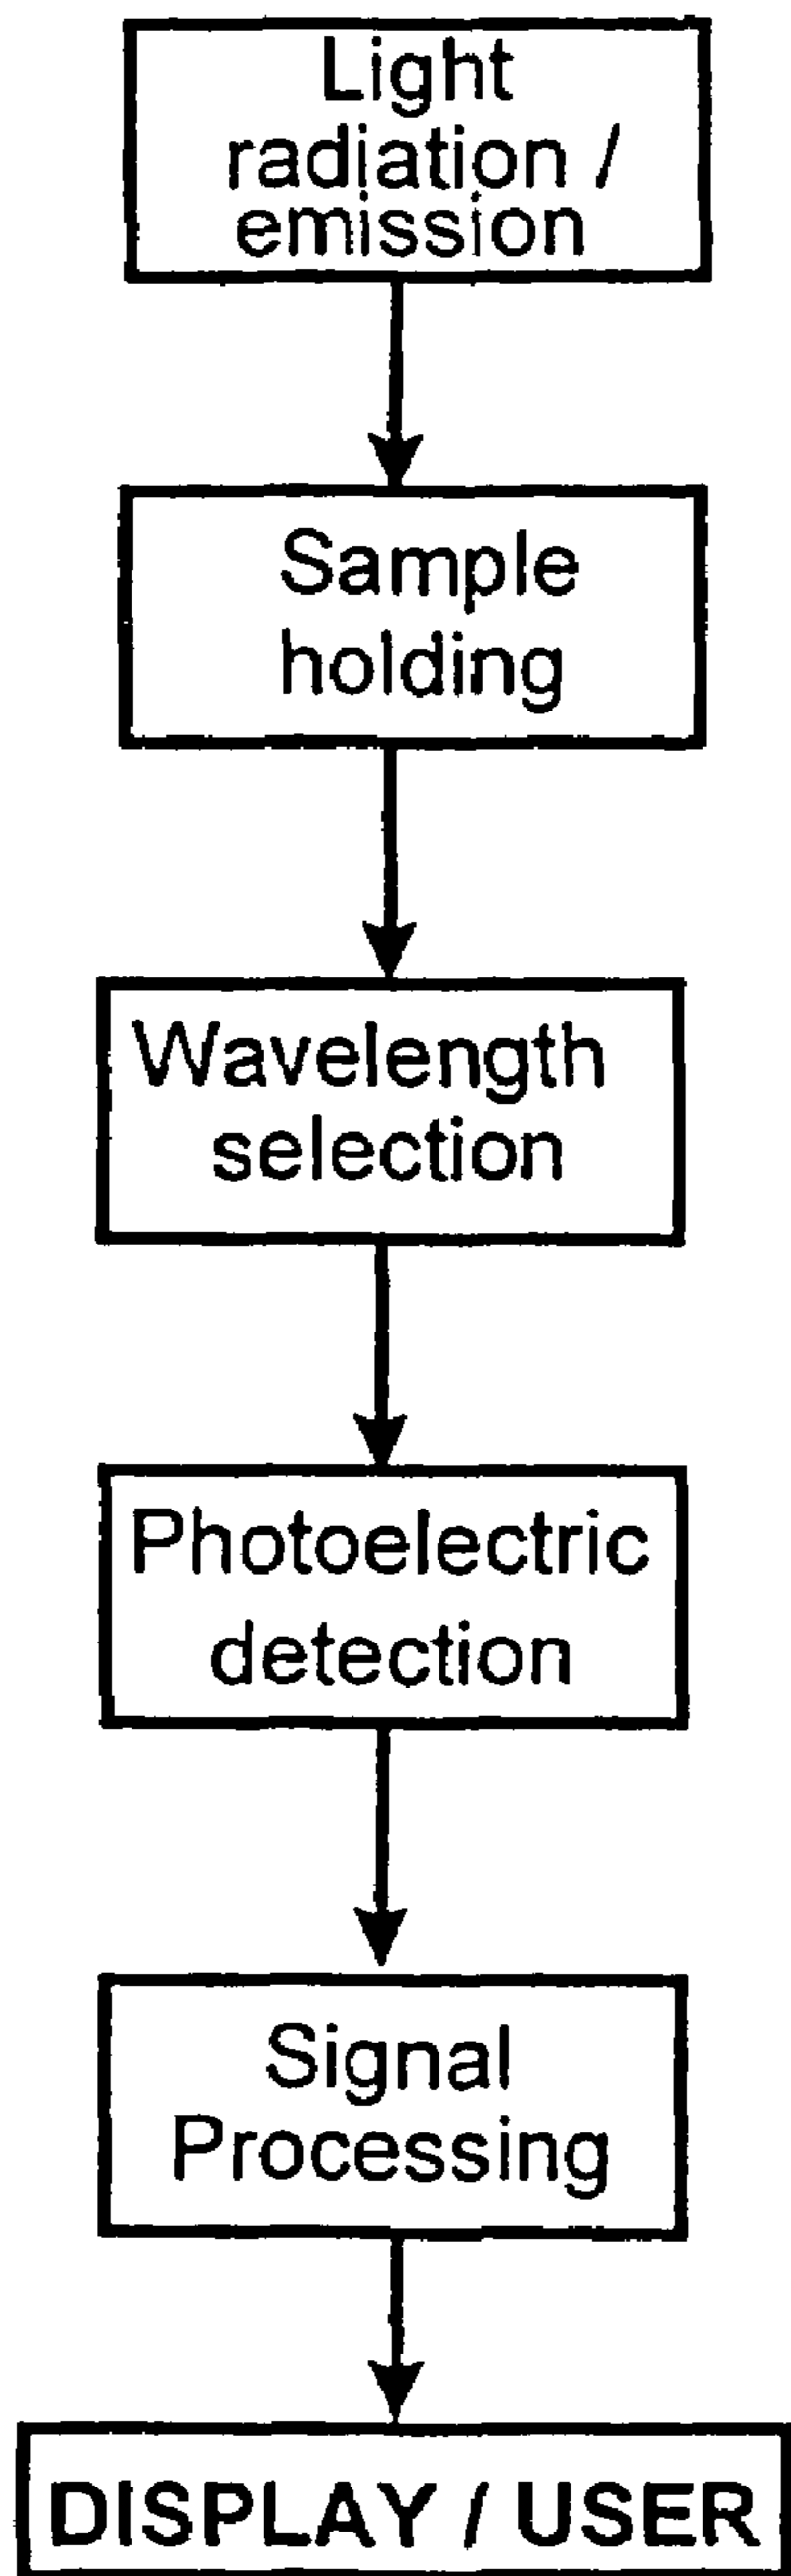 Light
radiation /
emission
Sample
holding
Wavelength
selection
Photoelectric
detection
Signal
Processing
DISPLAY / USER